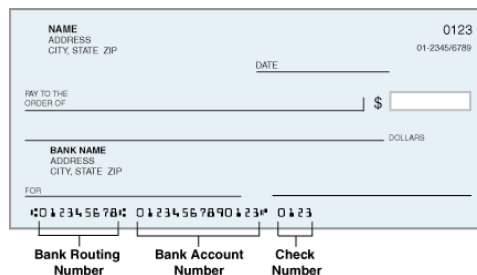 NAME
ADDRESS
CITY, STATE ZIP
0123
01-2345/6789
DATE
PAY TO THE
ORDER OF
$
DOLLARS
BANK NAME
ADDRESS
CITY, STATE ZIP
FOR
⑆012345678⑆ 01234567890123⑈ 0123
Bank Routing
Number
Bank Account
Number
Check
Number